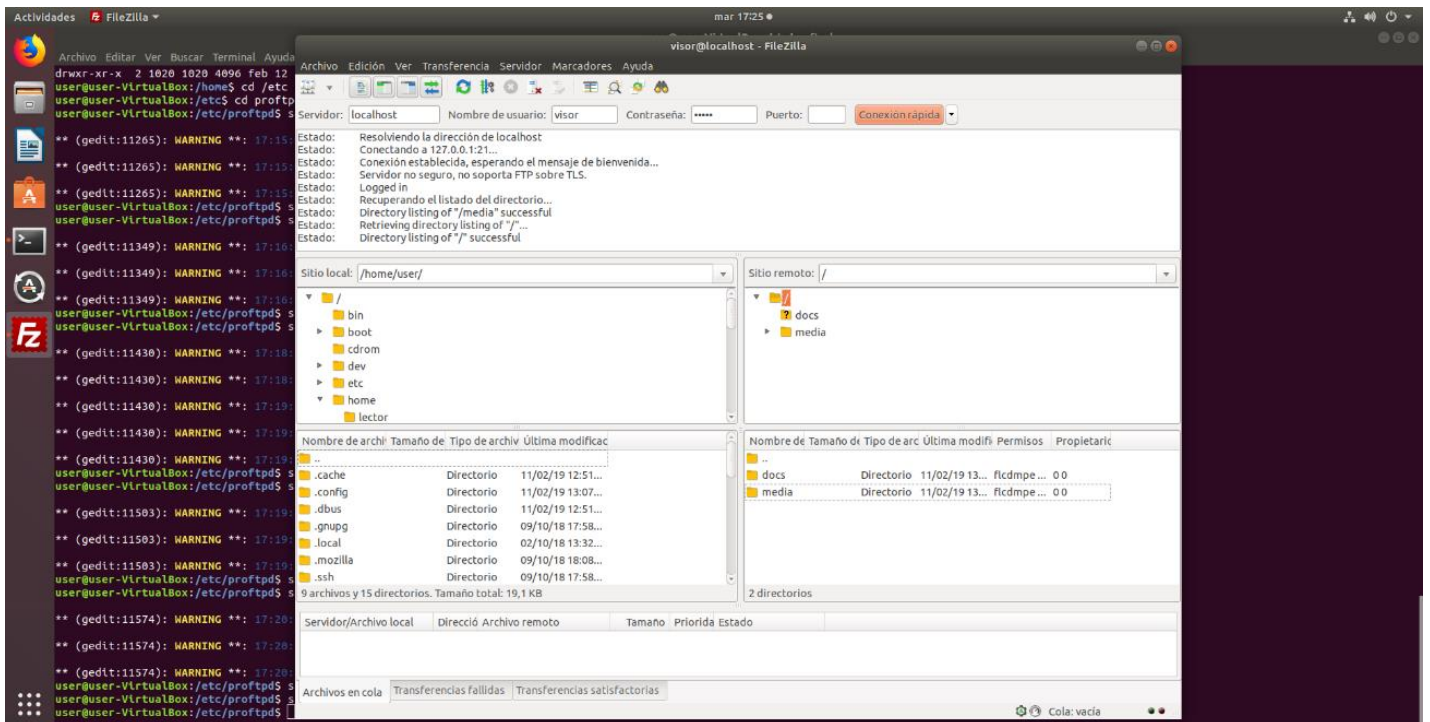 Actividades FileZilla mar 17:25
Archivo Editar Ver Buscar Terminal Ayuda
drwxr-xr-x 2 1020 1020 4096 feb 12
user@user-VirtualBox:/home$ cd /etc
user@user-VirtualBox:/etc$ cd proftp
user@user-VirtualBox:/etc/proftpd$ s
** (gedit:11265): WARNING **: 17:15:
** (gedit:11265): WARNING **: 17:15:
** (gedit:11265): WARNING **: 17:15:
user@user-VirtualBox:/etc/proftpd$ s
user@user-VirtualBox:/etc/proftpd$ s
** (gedit:11349): WARNING **: 17:16:
** (gedit:11349): WARNING **: 17:16:
** (gedit:11349): WARNING **: 17:16:
user@user-VirtualBox:/etc/proftpd$ s
user@user-VirtualBox:/etc/proftpd$ s
** (gedit:11430): WARNING **: 17:18:
** (gedit:11430): WARNING **: 17:18:
** (gedit:11430): WARNING **: 17:19:
** (gedit:11430): WARNING **: 17:19:
** (gedit:11430): WARNING **: 17:19:
user@user-VirtualBox:/etc/proftpd$ s
user@user-VirtualBox:/etc/proftpd$ s
** (gedit:11503): WARNING **: 17:19:
** (gedit:11503): WARNING **: 17:19:
** (gedit:11503): WARNING **: 17:19:
user@user-VirtualBox:/etc/proftpd$ s
user@user-VirtualBox:/etc/proftpd$ s
** (gedit:11574): WARNING **: 17:20:
** (gedit:11574): WARNING **: 17:20:
** (gedit:11574): WARNING **: 17:20:
user@user-VirtualBox:/etc/proftpd$ s
user@user-VirtualBox:/etc/proftpd$ s
user@user-VirtualBox:/etc/proftpd$
visor@localhost - FileZilla
Archivo Edición Ver Transferencia Servidor Marcadores Ayuda
Servidor: localhost Nombre de usuario: visor Contraseña: ••••• Puerto: Conexión rápida
Estado: Resolviendo la dirección de localhost
Estado: Conectando a 127.0.0.1:21...
Estado: Conexión establecida, esperando el mensaje de bienvenida...
Estado: Servidor no seguro, no soporta FTP sobre TLS.
Estado: Logged in
Estado: Recuperando el listado del directorio...
Estado: Directory listing of "/media" successful
Estado: Retrieving directory listing of "/"...
Estado: Directory listing of "/" successful
Sitio local: /home/user/
/
bin
boot
cdrom
dev
etc
home
lector
Sitio remoto: /
/
docs
media
Nombre de archi Tamaño de Tipo de archiv Última modificac
..
.cache Directorio 11/02/19 12:51...
.config Directorio 11/02/19 13:07...
.dbus Directorio 11/02/19 12:51...
.gnupg Directorio 09/10/18 17:58...
.local Directorio 02/10/18 13:32...
.mozilla Directorio 09/10/18 18:08...
.ssh Directorio 09/10/18 17:58...
9 archivos y 15 directorios. Tamaño total: 19,1 KB
Nombre de Tamaño de Tipo de arc Última modifi Permisos Propietaric
..
docs Directorio 11/02/19 13... flcdmpe ... 0 0
media Directorio 11/02/19 13... flcdmpe ... 0 0
2 directorios
Servidor/Archivo local Direcció Archivo remoto Tamaño Priorida Estado
Archivos en cola Transferencias fallidas Transferencias satisfactorias
Cola: vacía